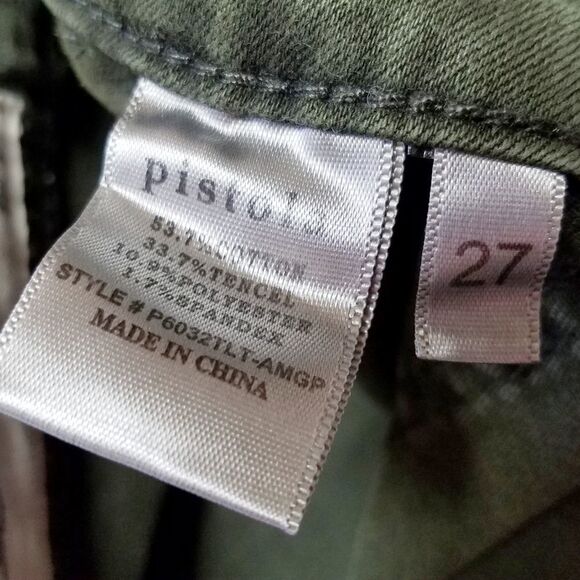 pistola
53.7%COTTON
33.7%TENCEL
10.9%POLYESTER
1.7%SPANDEX
STYLE # P6032TLT-AMGP
MADE IN CHINA
27